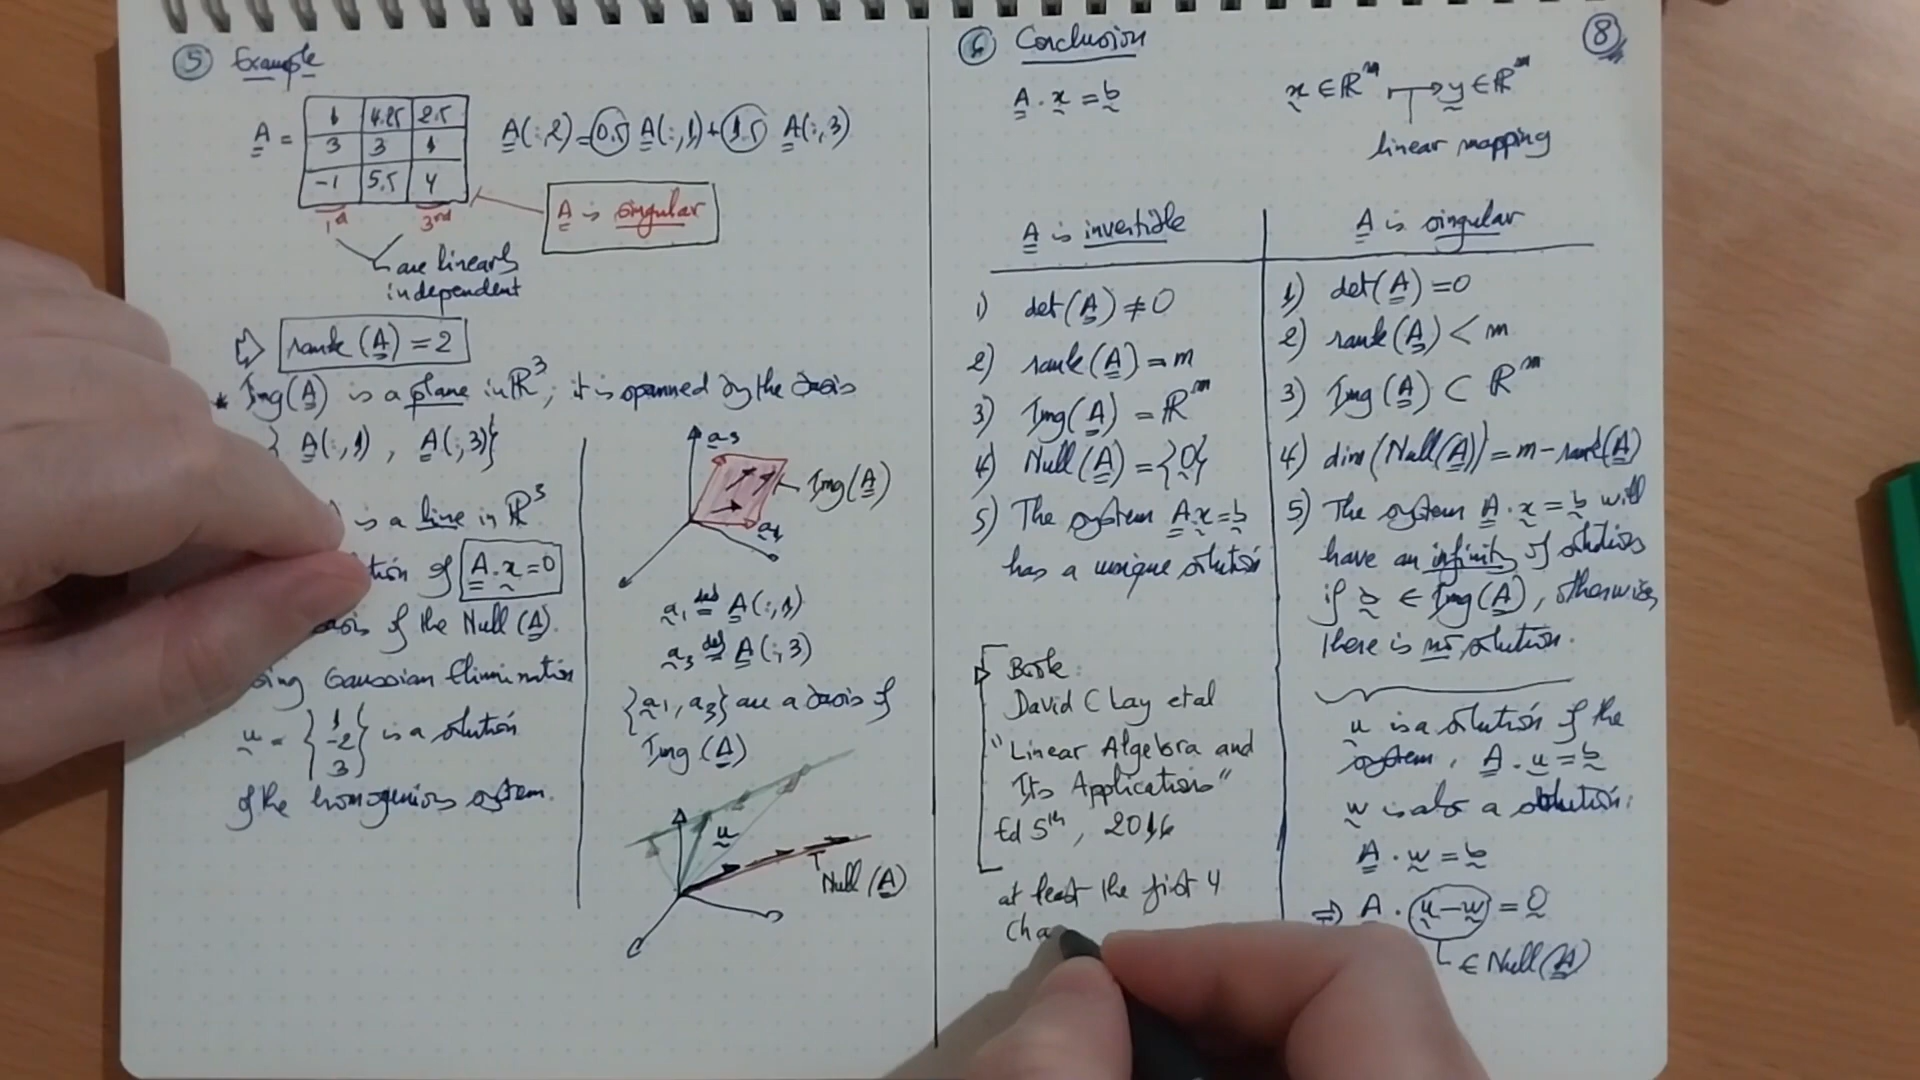 5 Example
A = 1 4.25 2.5
3 3 1
-1 5.5 4
A(:,2) = 0.5 A(:,1) + 1.5 A(:,3)
1st 3rd
A is singular
are linearly
independent
⇒ rank(A) = 2
* Img(A) is a plane in ℝ³; it is spanned by the basis
{ A(:,1) , A(:,3)}
is a line in ℝ³
of A.x=0
of the Null(A).
Gaussian Elimination
u = { 1 -2 3 } is a solution
of the homogenious system.
a3
Img(A)
a1
a1 def= A(:,1)
a3 def= A(:,3)
{a1, a3} are a basis of
Img(A)
u
Null(A)
6 Conclusion
8
A . x = b
x ∈ ℝᵐ ↦ y ∈ ℝᵐ
linear mapping
A is invertible
1) det(A) ≠ 0
2) rank(A) = m
3) Img(A) = ℝᵐ
4) Null(A) = {0}
5) The system A.x=b
has a unique solution
Book:
David C Lay et al
"Linear Algebra and
Its Applications"
Ed 5th, 2016
at least the first 4
Cha
A is singular
1) det(A) = 0
2) rank(A) < m
3) Img(A) ⊂ ℝᵐ
4) dim(Null(A)) = m - rank(A)
5) The system A . x = b will
have an infinity of solutions
if b ∈ Img(A), otherwise
there is no solution.
u is a solution of the
system, A . u = b
w is also a solution:
A . w = b
⇒ A . (u - w) = 0
∈ Null(A)